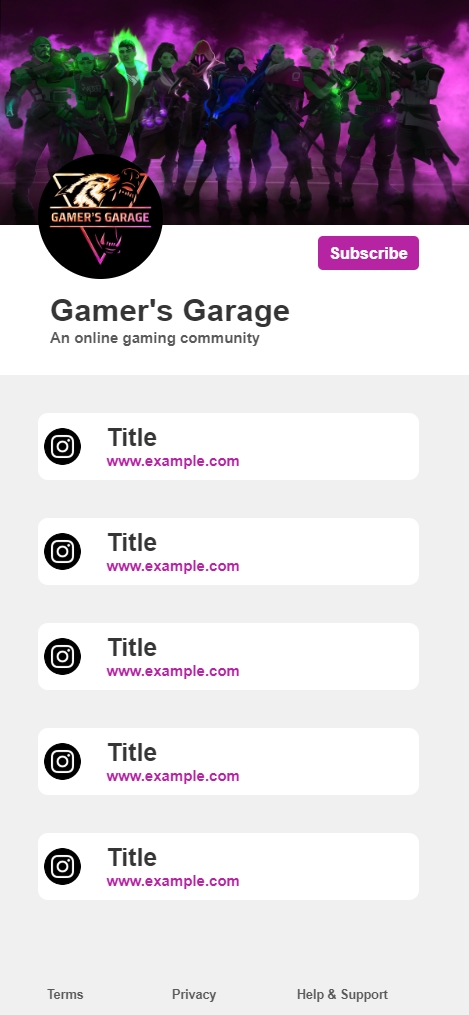 GAMER'S GARAGE
Subscribe
Gamer's Garage
An online gaming community
Title
www.example.com
Title
www.example.com
Title
www.example.com
Title
www.example.com
Title
www.example.com
Terms Privacy Help & Support